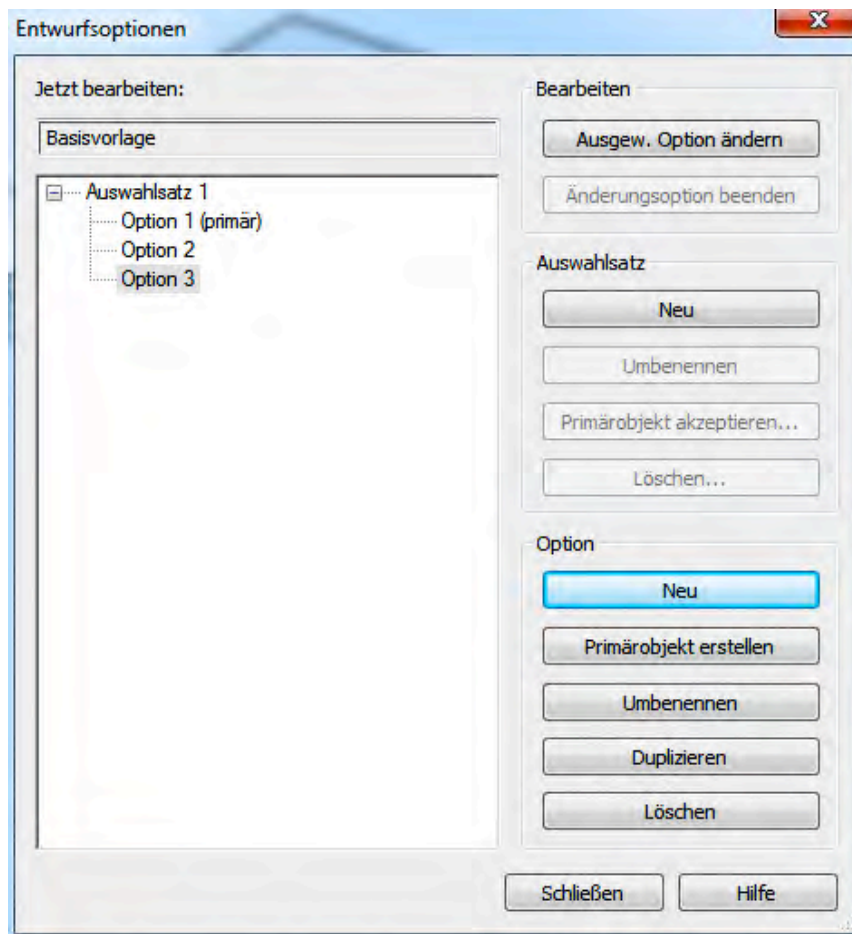 Entwurfsoptionen
Jetzt bearbeiten:
Basisvorlage
Auswahlsatz 1
Option 1 (primär)
Option 2
Option 3
Bearbeiten
Ausgew. Option ändern
Änderungsoption beenden
Auswahlsatz
Neu
Umbenennen
Primärobjekt akzeptieren...
Löschen...
Option
Neu
Primärobjekt erstellen
Umbenennen
Duplizieren
Löschen
Schließen
Hilfe